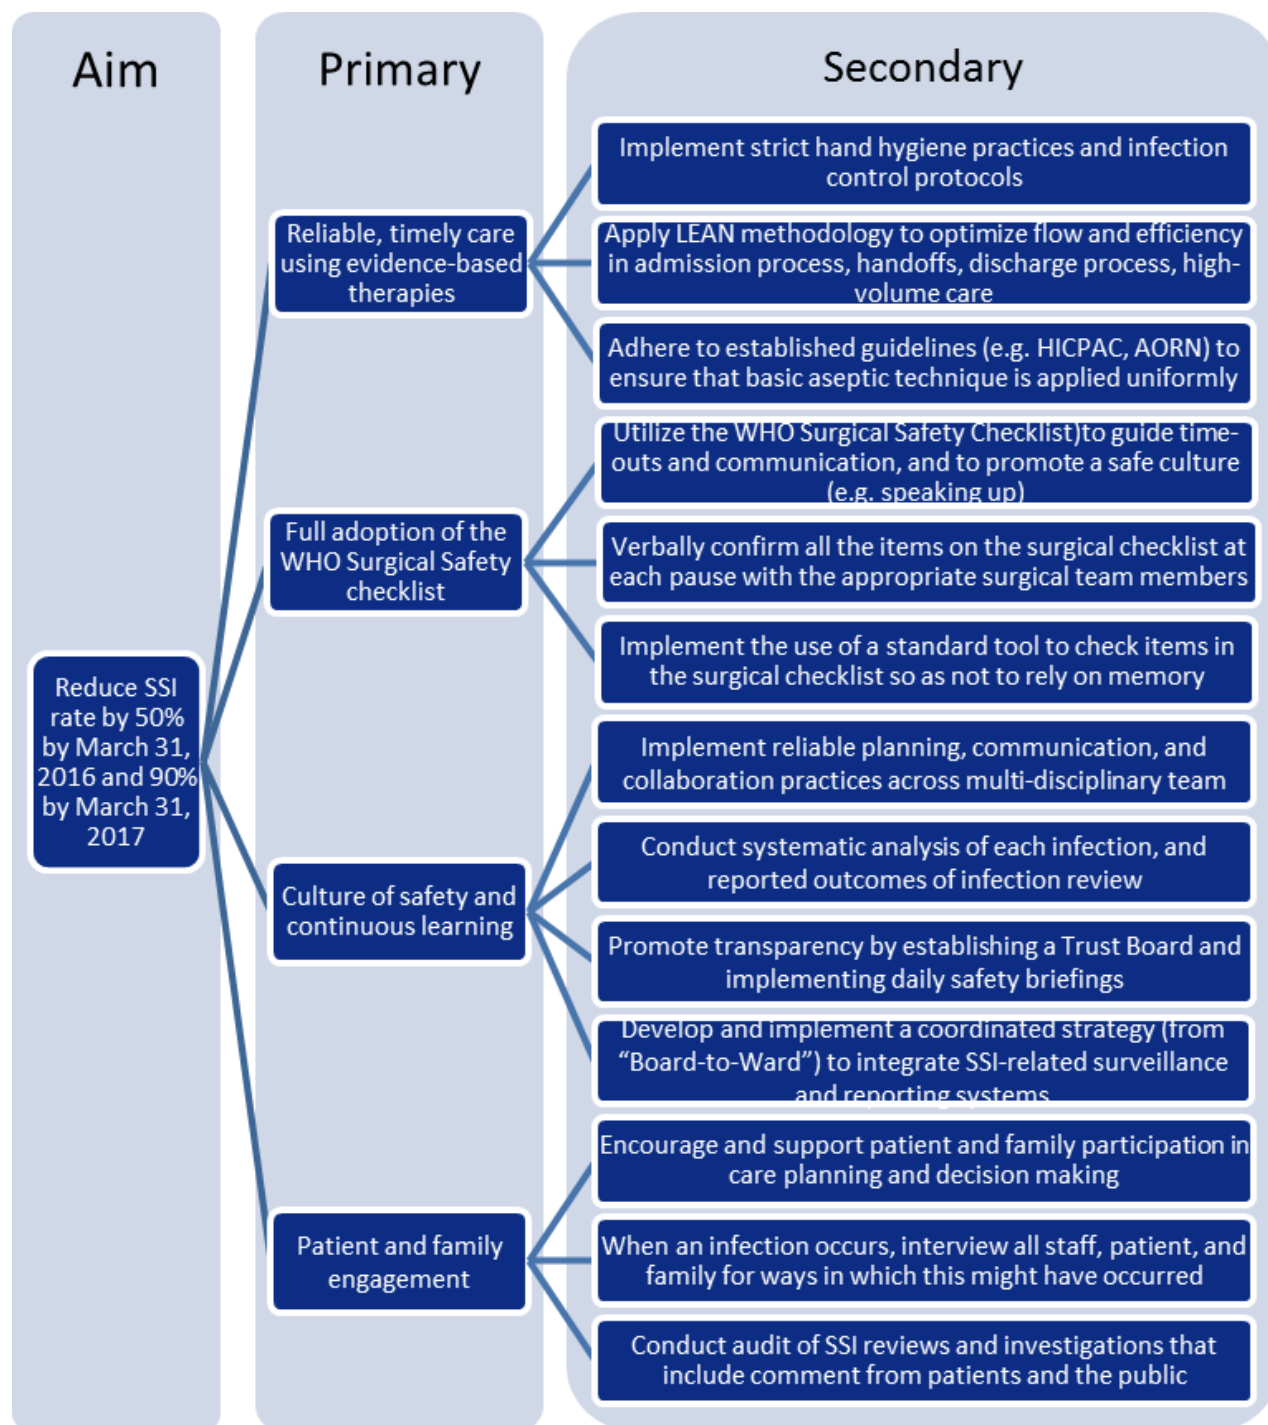 Aim
Primary
Secondary
Reduce SSI
rate by 50%
by March 31,
2016 and 90%
by March 31,
2017
Reliable, timely care
using evidence-based
therapies
Implement strict hand hygiene practices and infection
control protocols
Apply LEAN methodology to optimize flow and efficiency
in admission process, handoffs, discharge process, high-
volume care
Adhere to established guidelines (e.g. HICPAC, AORN) to
ensure that basic aseptic technique is applied uniformly
Full adoption of the
WHO Surgical Safety
checklist
Utilize the WHO Surgical Safety Checklist)to guide time-
outs and communication, and to promote a safe culture
(e.g. speaking up)
Verbally confirm all the items on the surgical checklist at
each pause with the appropriate surgical team members
Implement the use of a standard tool to check items in
the surgical checklist so as not to rely on memory
Culture of safety and
continuous learning
Implement reliable planning, communication, and
collaboration practices across multi-disciplinary team
Conduct systematic analysis of each infection, and
reported outcomes of infection review
Promote transparency by establishing a Trust Board and
implementing daily safety briefings
Develop and implement a coordinated strategy (from
“Board-to-Ward”) to integrate SSI-related surveillance
and reporting systems
Patient and family
engagement
Encourage and support patient and family participation in
care planning and decision making
When an infection occurs, interview all staff, patient, and
family for ways in which this might have occurred
Conduct audit of SSI reviews and investigations that
include comment from patients and the public